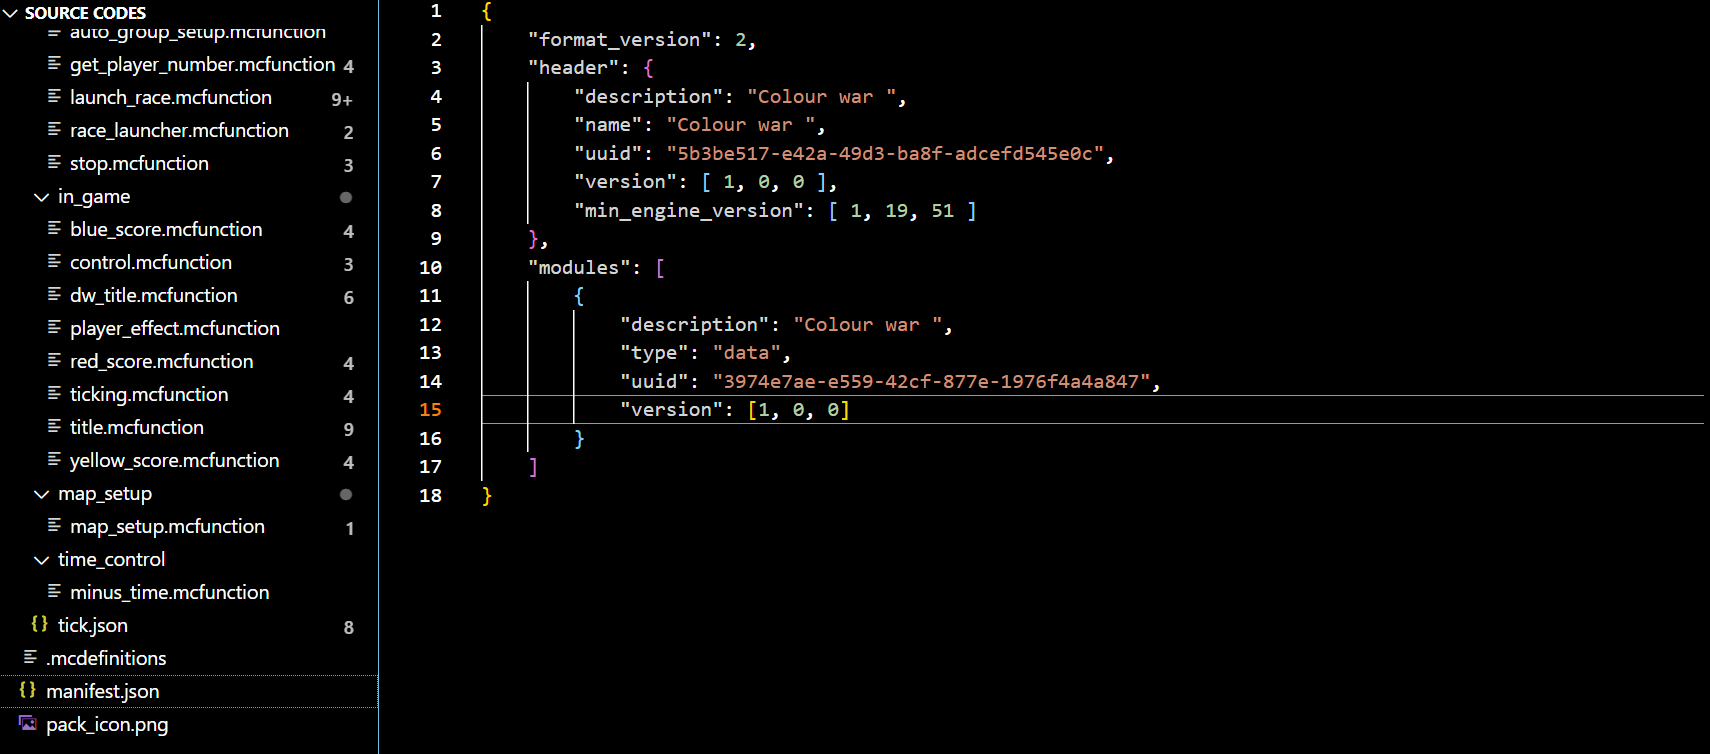 SOURCE CODES
auto_group_setup.mcfunction
get_player_number.mcfunction 4
launch_race.mcfunction 9+
race_launcher.mcfunction 2
stop.mcfunction 3
in_game
blue_score.mcfunction 4
control.mcfunction 3
dw_title.mcfunction 6
player_effect.mcfunction
red_score.mcfunction 4
ticking.mcfunction 4
title.mcfunction 9
yellow_score.mcfunction 4
map_setup
map_setup.mcfunction 1
time_control
minus_time.mcfunction
{} tick.json 8
.mcdefinitions
{} manifest.json
pack_icon.png
1 {
2 "format_version": 2,
3 "header": {
4 "description": "Colour war ",
5 "name": "Colour war ",
6 "uuid": "5b3be517-e42a-49d3-ba8f-adcefd545e0c",
7 "version": [ 1, 0, 0 ],
8 "min_engine_version": [ 1, 19, 51 ]
9 },
10 "modules": [
11 {
12 "description": "Colour war ",
13 "type": "data",
14 "uuid": "3974e7ae-e559-42cf-877e-1976f4a4a847",
15 "version": [1, 0, 0]
16 }
17 ]
18 }